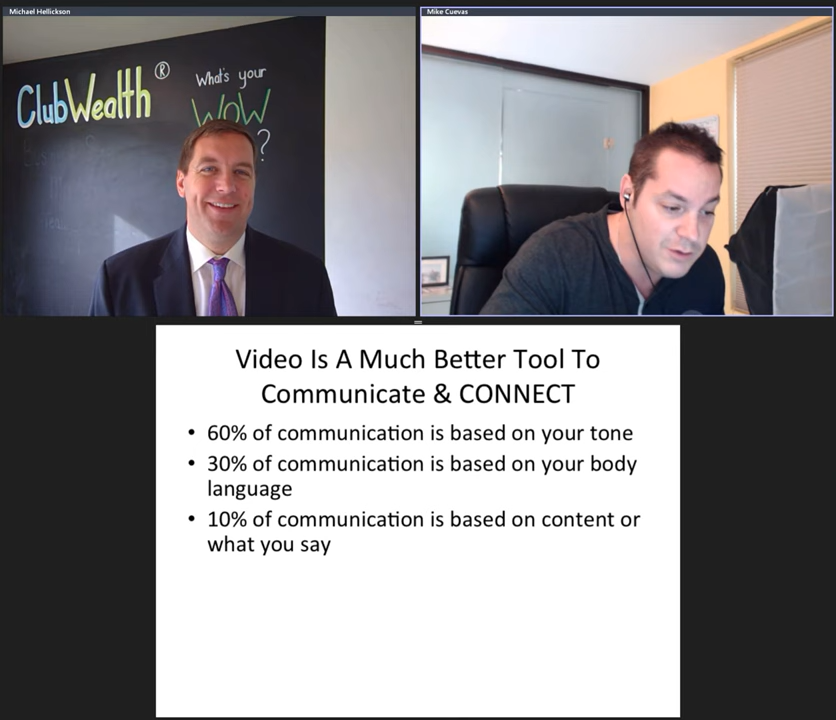 Michael Hellickson
Mike Cuevas
ClubWealth®
What's your
WOW
?
Video Is A Much Better Tool To
Communicate & CONNECT
• 60% of communication is based on your tone
• 30% of communication is based on your body
language
• 10% of communication is based on content or
what you say